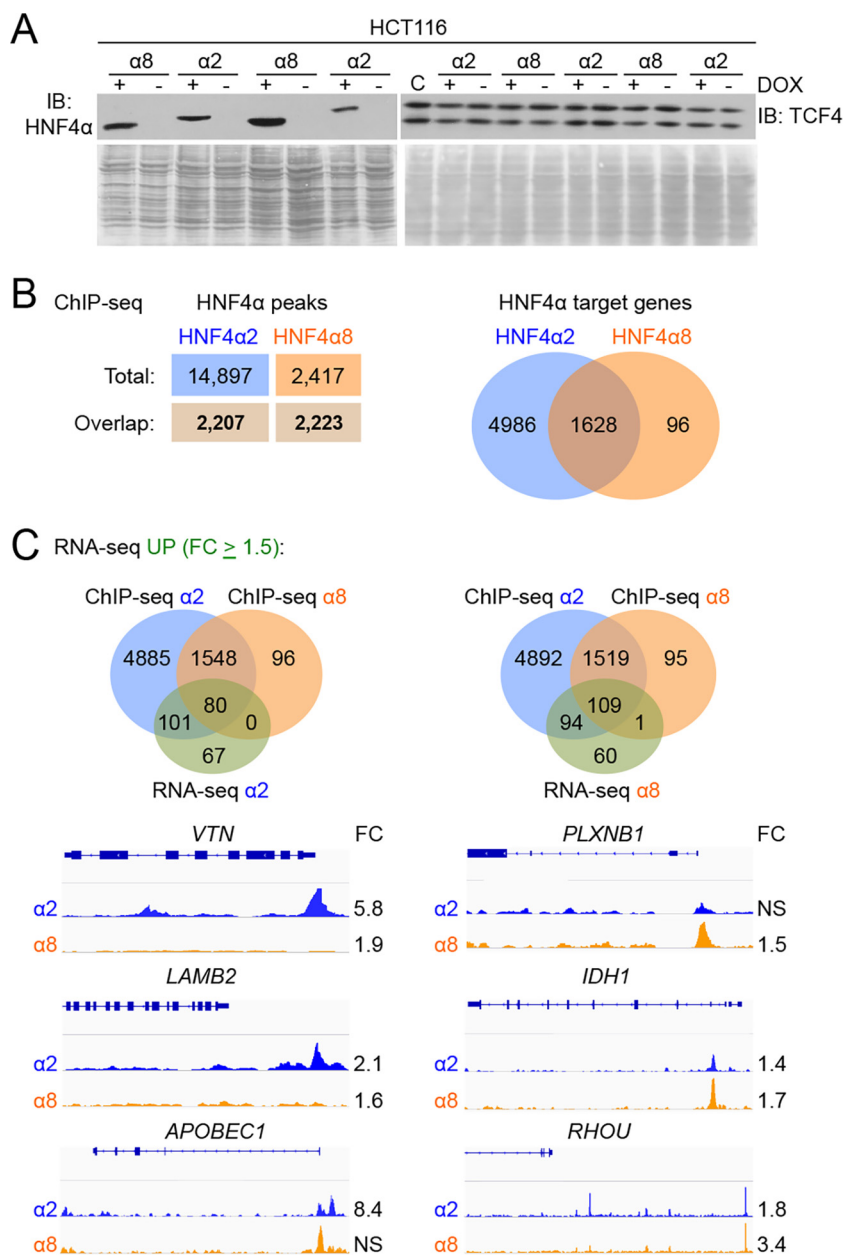 A
HCT116
α8 α2 α8 α2 α2 α8 α2 α8 α2
+ - + - + - + - C + - + - + - + - + - DOX
IB:
HNF4α
IB: TCF4
B
ChIP-seq HNF4α peaks HNF4α target genes
HNF4α2 HNF4α8 HNF4α2 HNF4α8
Total: 14,897 2,417
4986 1628 96
Overlap: 2,207 2,223
C RNA-seq UP (FC ≥ 1.5):
ChIP-seq α2 ChIP-seq α8 ChIP-seq α2 ChIP-seq α8
4885 1548 96 4892 1519 95
80 109
101 0 94 1
67 60
RNA-seq α2 RNA-seq α8
VTN FC PLXNB1 FC
α2 5.8 α2 NS
α8 1.9 α8 1.5
LAMB2 IDH1
α2 2.1 α2 1.4
α8 1.6 α8 1.7
APOBEC1 RHOU
α2 8.4 α2 1.8
α8 NS α8 3.4